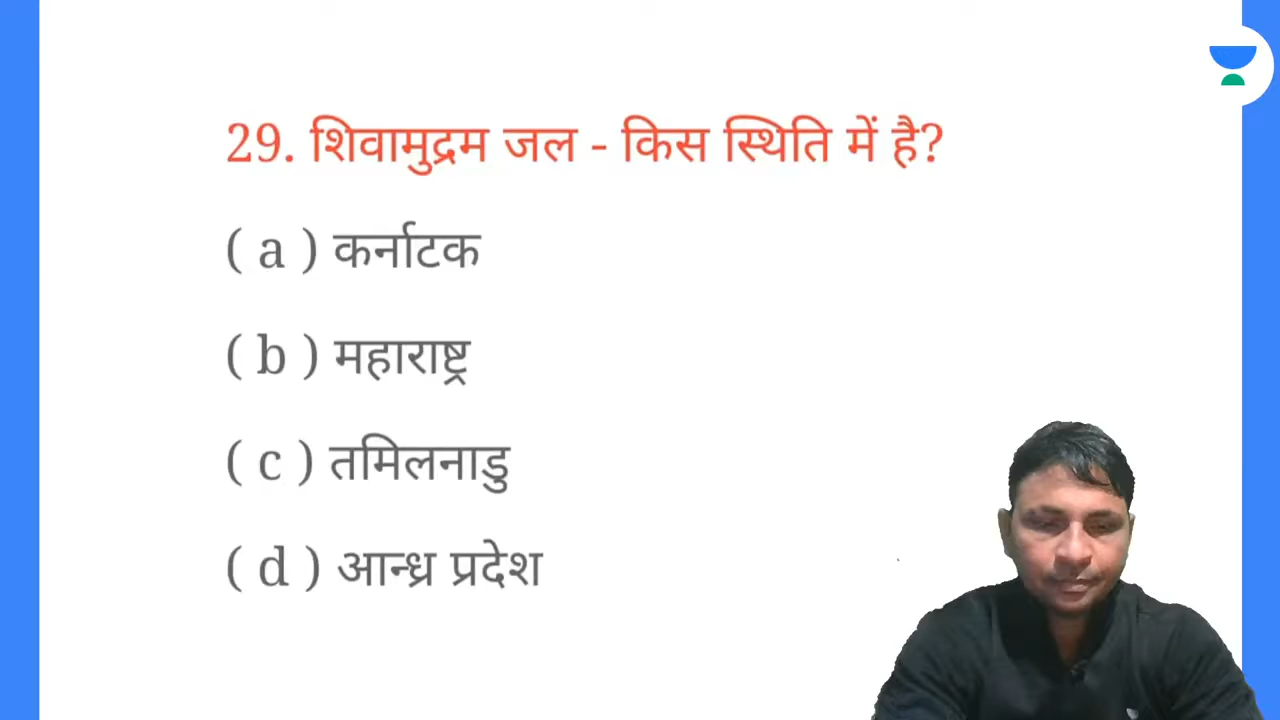 29. शिवामुद्रम जल - किस स्थिति में है?
( a ) कर्नाटक
( b ) महाराष्ट्र
( c ) तमिलनाडु
( d ) आन्ध्र प्रदेश